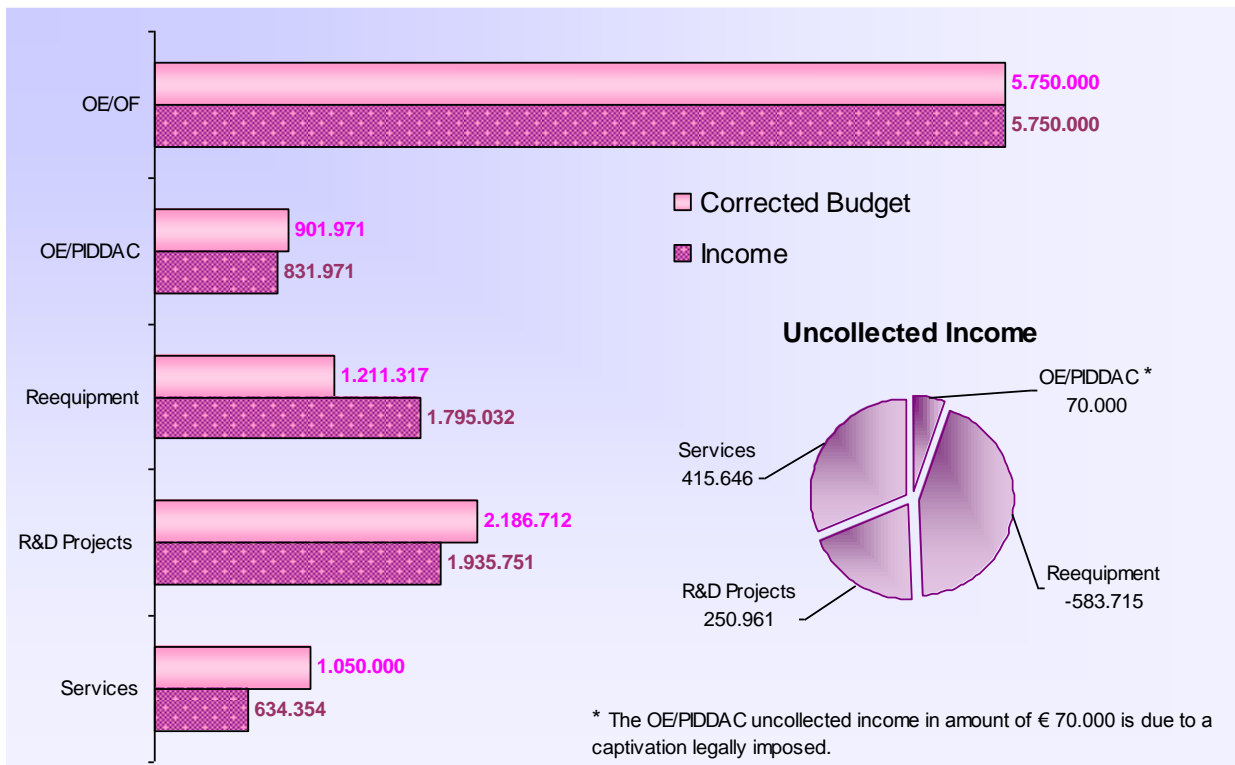 OE/OF
5.750.000
5.750.000
OE/PIDDAC
901.971
831.971
Reequipment
1.211.317
1.795.032
R&D Projects
2.186.712
1.935.751
Services
1.050.000
634.354
Corrected Budget
Income
Uncollected Income
OE/PIDDAC *
70.000
Services
415.646
Reequipment
-583.715
R&D Projects
250.961
* The OE/PIDDAC uncollected income in amount of € 70.000 is due to a
captivation legally imposed.